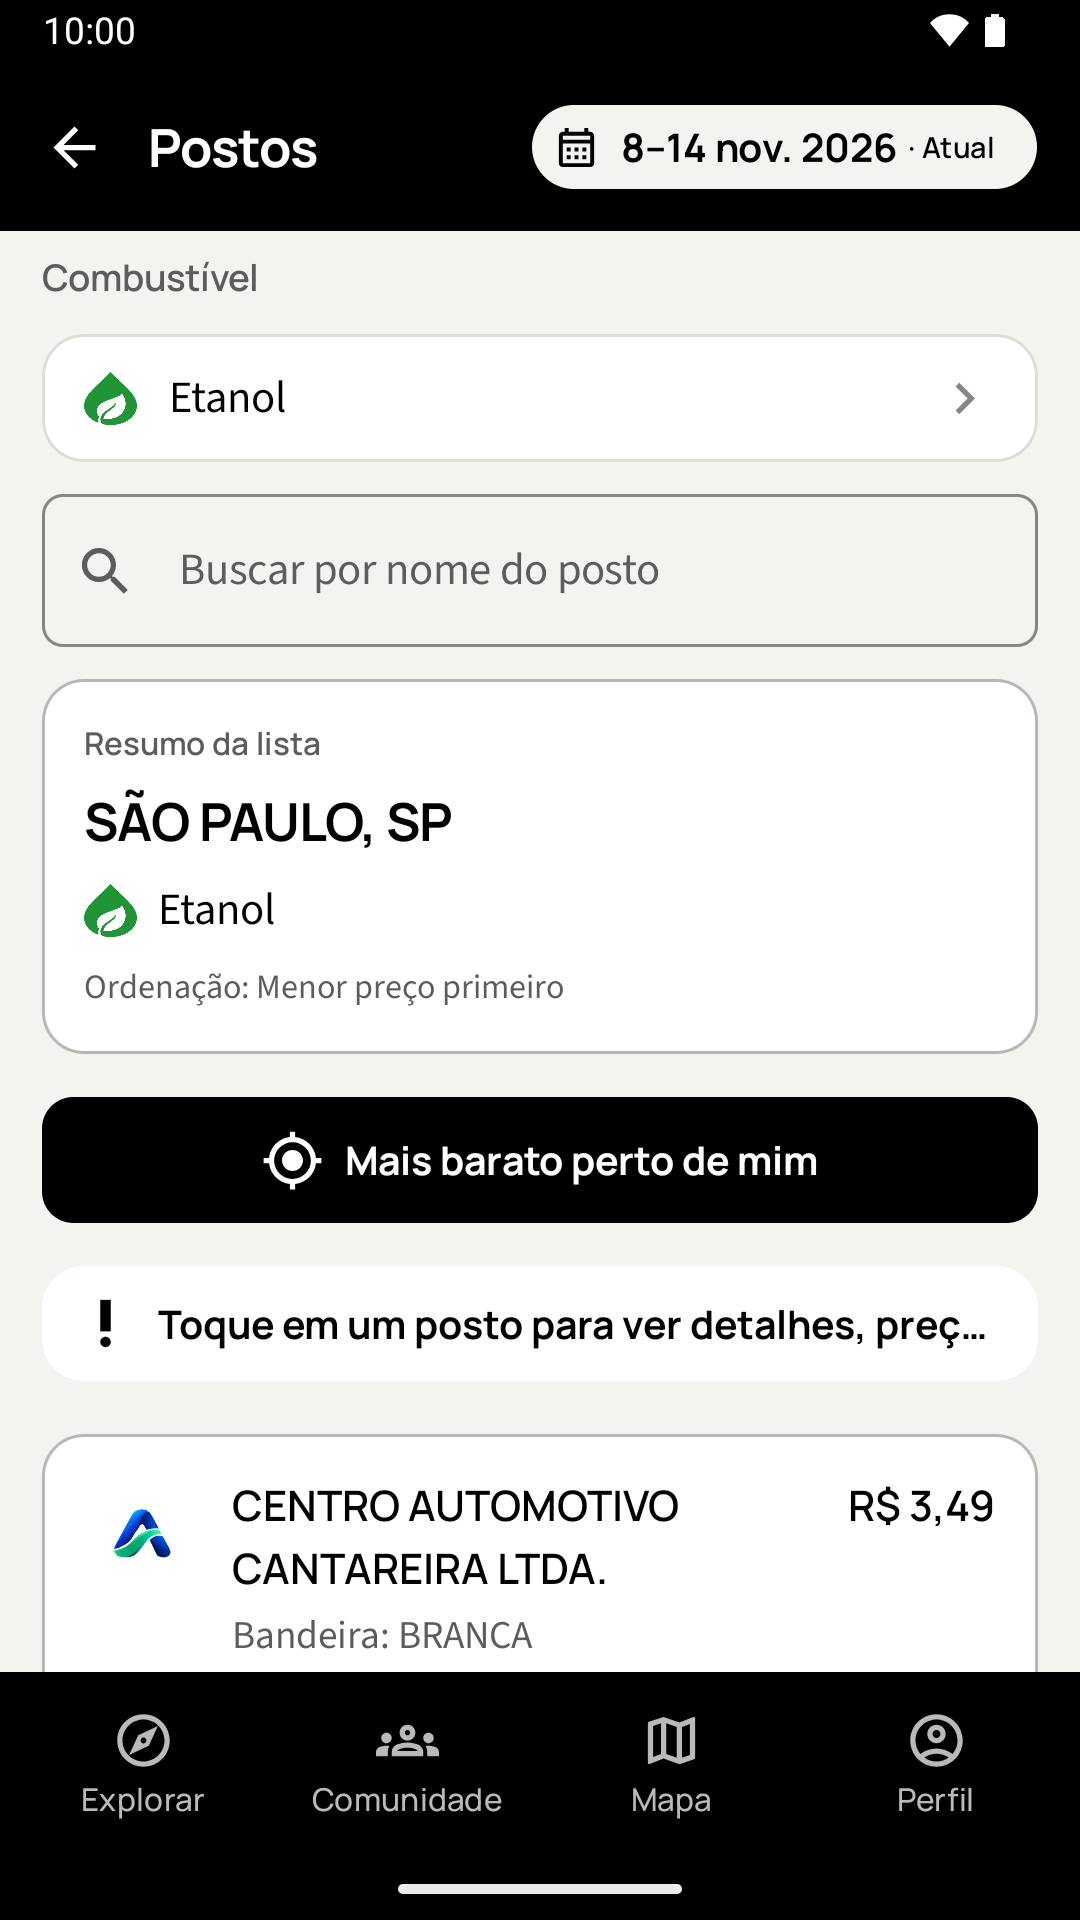 10:00
Postos
8–14 nov. 2026 · Atual
Combustível
Etanol
Buscar por nome do posto
Resumo da lista
SÃO PAULO, SP
Etanol
Ordenação: Menor preço primeiro
Mais barato perto de mim
Toque em um posto para ver detalhes, preç…
CENTRO AUTOMOTIVO
R$ 3,49
CANTAREIRA LTDA.
Bandeira: BRANCA
Explorar
Comunidade
Mapa
Perfil